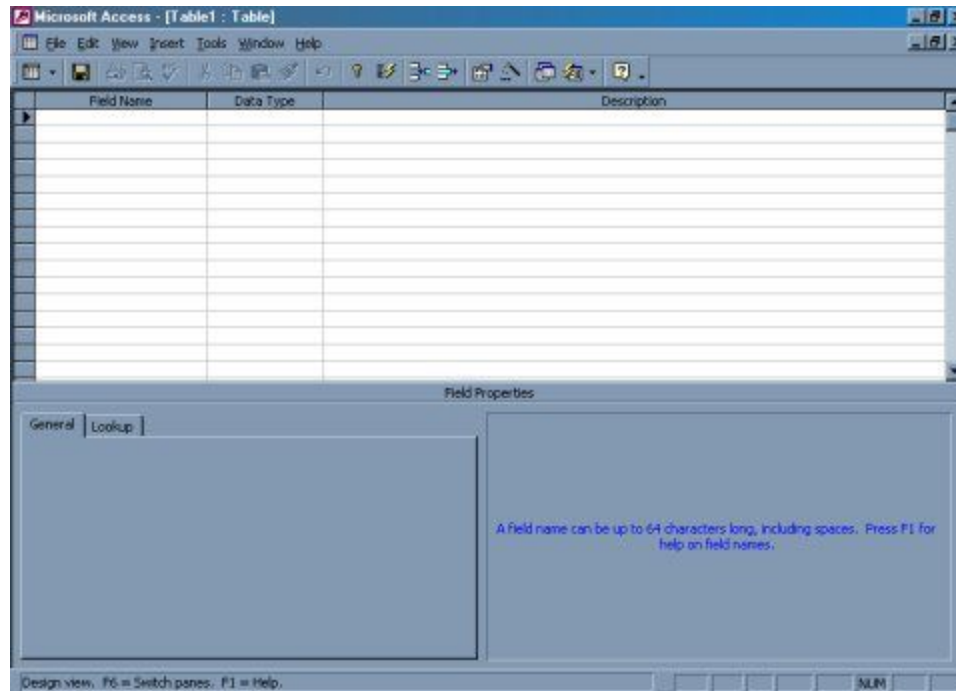 Microsoft Access - [Table1 : Table]
File Edit View Insert Tools Window Help
Field Name Data Type Description
Field Properties
General Lookup
A field name can be up to 64 characters long, including spaces. Press F1 for
help on field names.
Design view. F6 = Switch panes. F1 = Help.
NUM